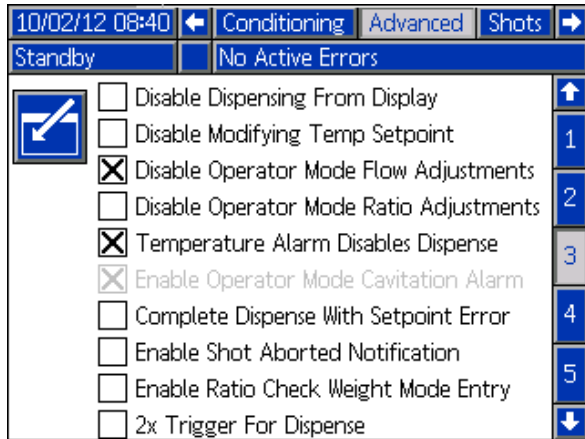 10/02/12 08:40 Conditioning Advanced Shots
Standby No Active Errors
Disable Dispensing From Display
Disable Modifying Temp Setpoint
1
Disable Operator Mode Flow Adjustments
Disable Operator Mode Ratio Adjustments
2
Temperature Alarm Disables Dispense
3
Enable Operator Mode Cavitation Alarm
Complete Dispense With Setpoint Error
4
Enable Shot Aborted Notification
5
Enable Ratio Check Weight Mode Entry
2x Trigger For Dispense